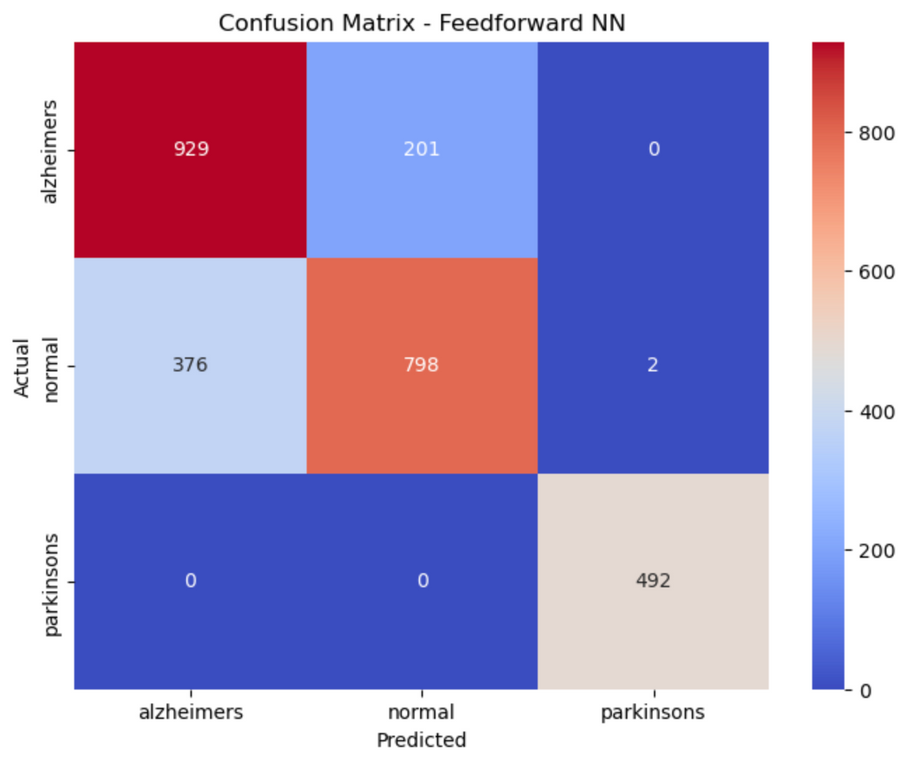 Confusion Matrix - Feedforward NN
Actual
alzheimers
929 201 0
normal
376 798 2
parkinsons
0 0 492
alzheimers normal parkinsons
Predicted
800
600
400
200
0